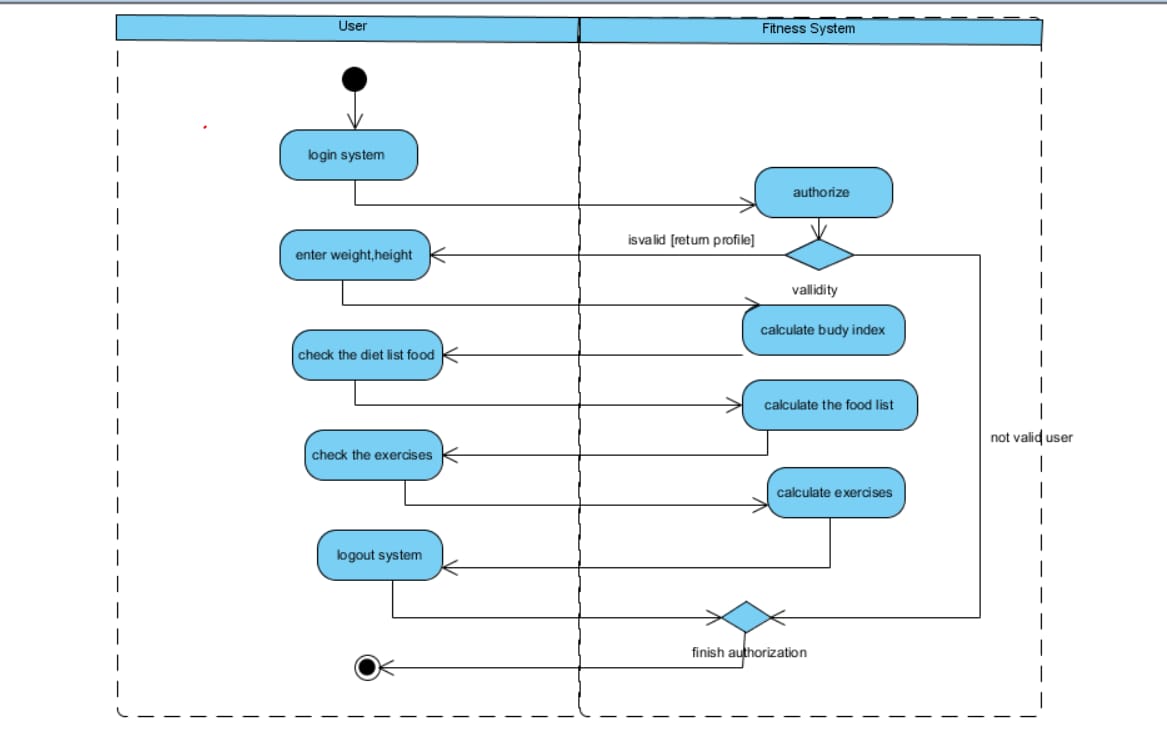 User
Fitness System
login system
authorize
isvalid [return profile]
enter weight,height
vallidity
calculate budy index
check the diet list food
calculate the food list
not valid user
check the exercises
calculate exercises
logout system
finish authorization